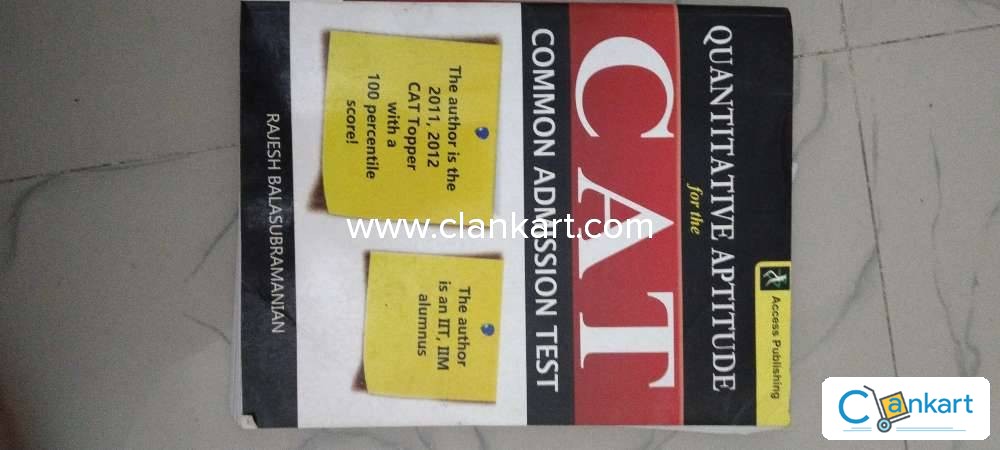 Access Publishing
QUANTITATIVE APTITUDE
for the
CAT
COMMON ADMISSION TEST
The author is the
2011, 2012
CAT Topper
with a
100 percentile
score!
The author
is an IIT, IIM
alumnus
RAJESH BALASUBRAMANIAN
www.clankart.com
Clankart